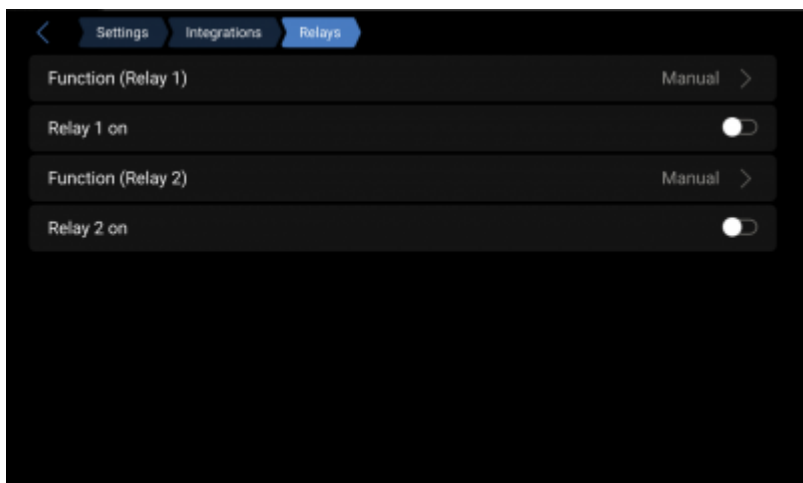 Settings Integrations Relays
Function (Relay 1) Manual
Relay 1 on
Function (Relay 2) Manual
Relay 2 on